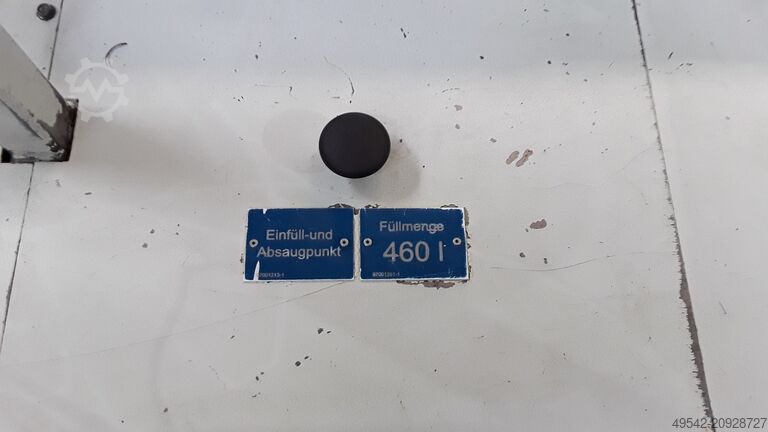 Einfüll-und
Absaugpunkt
Füllmenge
460 l
49542-20928727